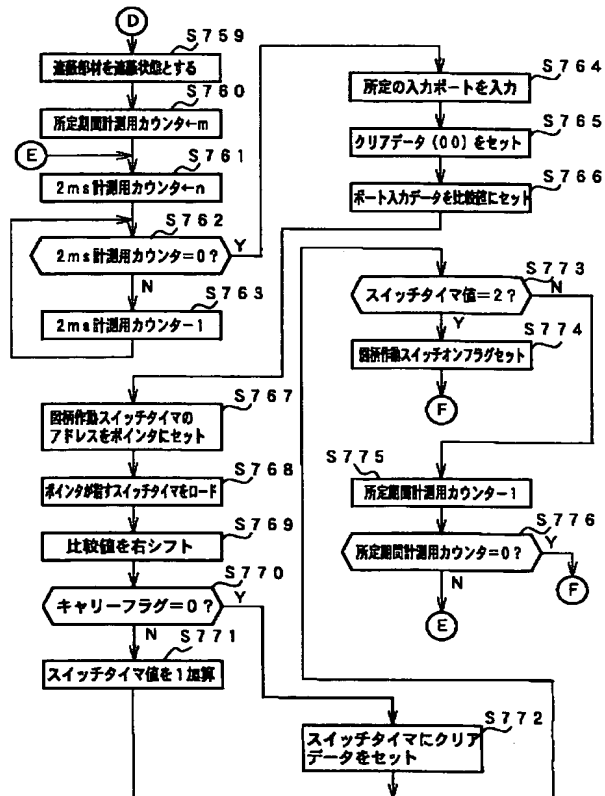 D
S759
遮蔽部材を遮蔽状態とする
S760
所定期間計測用カウンタ←m
E
S761
2ms計測用カウンタ←n
S762
2ms計測用カウンタ=0?
Y
N
S763
2ms計測用カウンター1
S764
所定の入力ポートを入力
S765
クリアデータ(00)をセット
S766
ポート入力データを比較値にセット
S767
図柄作動スイッチタイマの
アドレスをポインタにセット
S768
ポインタが指すスイッチタイマをロード
S769
比較値を右シフト
S770
キャリーフラグ=0?
Y
N
S771
スイッチタイマ値を1加算
S772
スイッチタイマにクリア
データをセット
S773
スイッチタイマ値=2?
N
Y
S774
図柄作動スイッチオンフラグセット
F
S775
所定期間計測用カウンター1
S776
所定期間計測用カウンタ=0?
Y
N
F
E